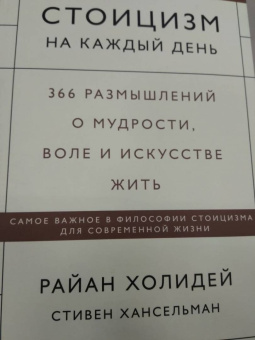 СТОИЦИЗМ
НА КАЖДЫЙ ДЕНЬ
366 РАЗМЫШЛЕНИЙ
О МУДРОСТИ,
ВОЛЕ И ИСКУССТВЕ
ЖИТЬ
САМОЕ ВАЖНОЕ В ФИЛОСОФИИ СТОИЦИЗМА
ДЛЯ СОВРЕМЕННОЙ ЖИЗНИ
РАЙАН ХОЛИДЕЙ
СТИВЕН ХАНСЕЛЬМАН